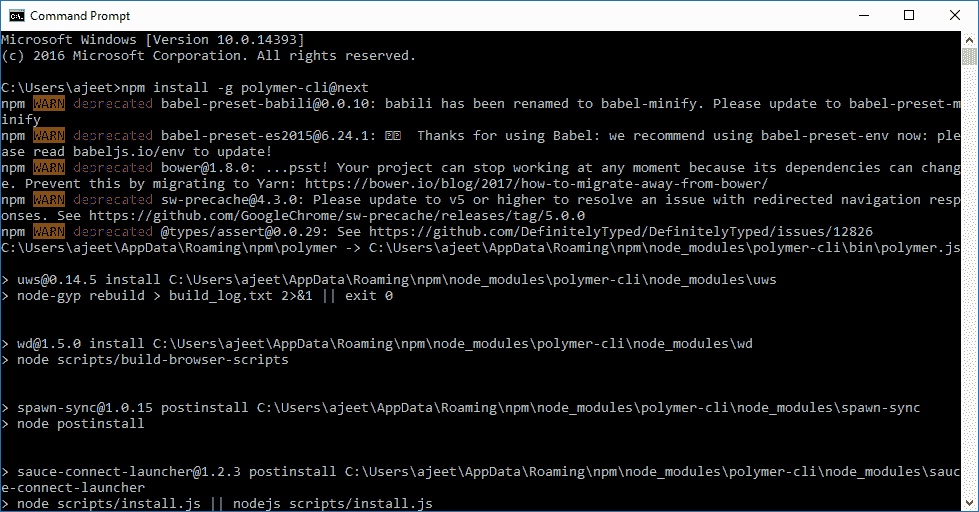 Command Prompt
Microsoft Windows [Version 10.0.14393]
(c) 2016 Microsoft Corporation. All rights reserved.
C:\Users\ajeet>npm install -g polymer-cli@next
npm WARN deprecated babel-preset-babili@0.0.10: babili has been renamed to babel-minify. Please update to babel-preset-m
inify
npm WARN deprecated babel-preset-es2015@6.24.1: Thanks for using Babel: we recommend using babel-preset-env now: ple
ase read babeljs.io/env to update!
npm WARN deprecated bower@1.8.0: ...psst! Your project can stop working at any moment because its dependencies can chang
e. Prevent this by migrating to Yarn: https://bower.io/blog/2017/how-to-migrate-away-from-bower/
npm WARN deprecated sw-precache@4.3.0: Please update to v5 or higher to resolve an issue with redirected navigation resp
onses. See https://github.com/GoogleChrome/sw-precache/releases/tag/5.0.0
npm WARN deprecated @types/assert@0.0.29: See https://github.com/DefinitelyTyped/DefinitelyTyped/issues/12826
C:\Users\ajeet\AppData\Roaming\npm\polymer -> C:\Users\ajeet\AppData\Roaming\npm\node_modules\polymer-cli\bin\polymer.js
> uws@0.14.5 install C:\Users\ajeet\AppData\Roaming\npm\node_modules\polymer-cli\node_modules\uws
> node-gyp rebuild > build_log.txt 2>&1 || exit 0
> wd@1.5.0 install C:\Users\ajeet\AppData\Roaming\npm\node_modules\polymer-cli\node_modules\wd
> node scripts/build-browser-scripts
> spawn-sync@1.0.15 postinstall C:\Users\ajeet\AppData\Roaming\npm\node_modules\polymer-cli\node_modules\spawn-sync
> node postinstall
> sauce-connect-launcher@1.2.3 postinstall C:\Users\ajeet\AppData\Roaming\npm\node_modules\polymer-cli\node_modules\sauc
e-connect-launcher
> node scripts/install.js || nodejs scripts/install.js